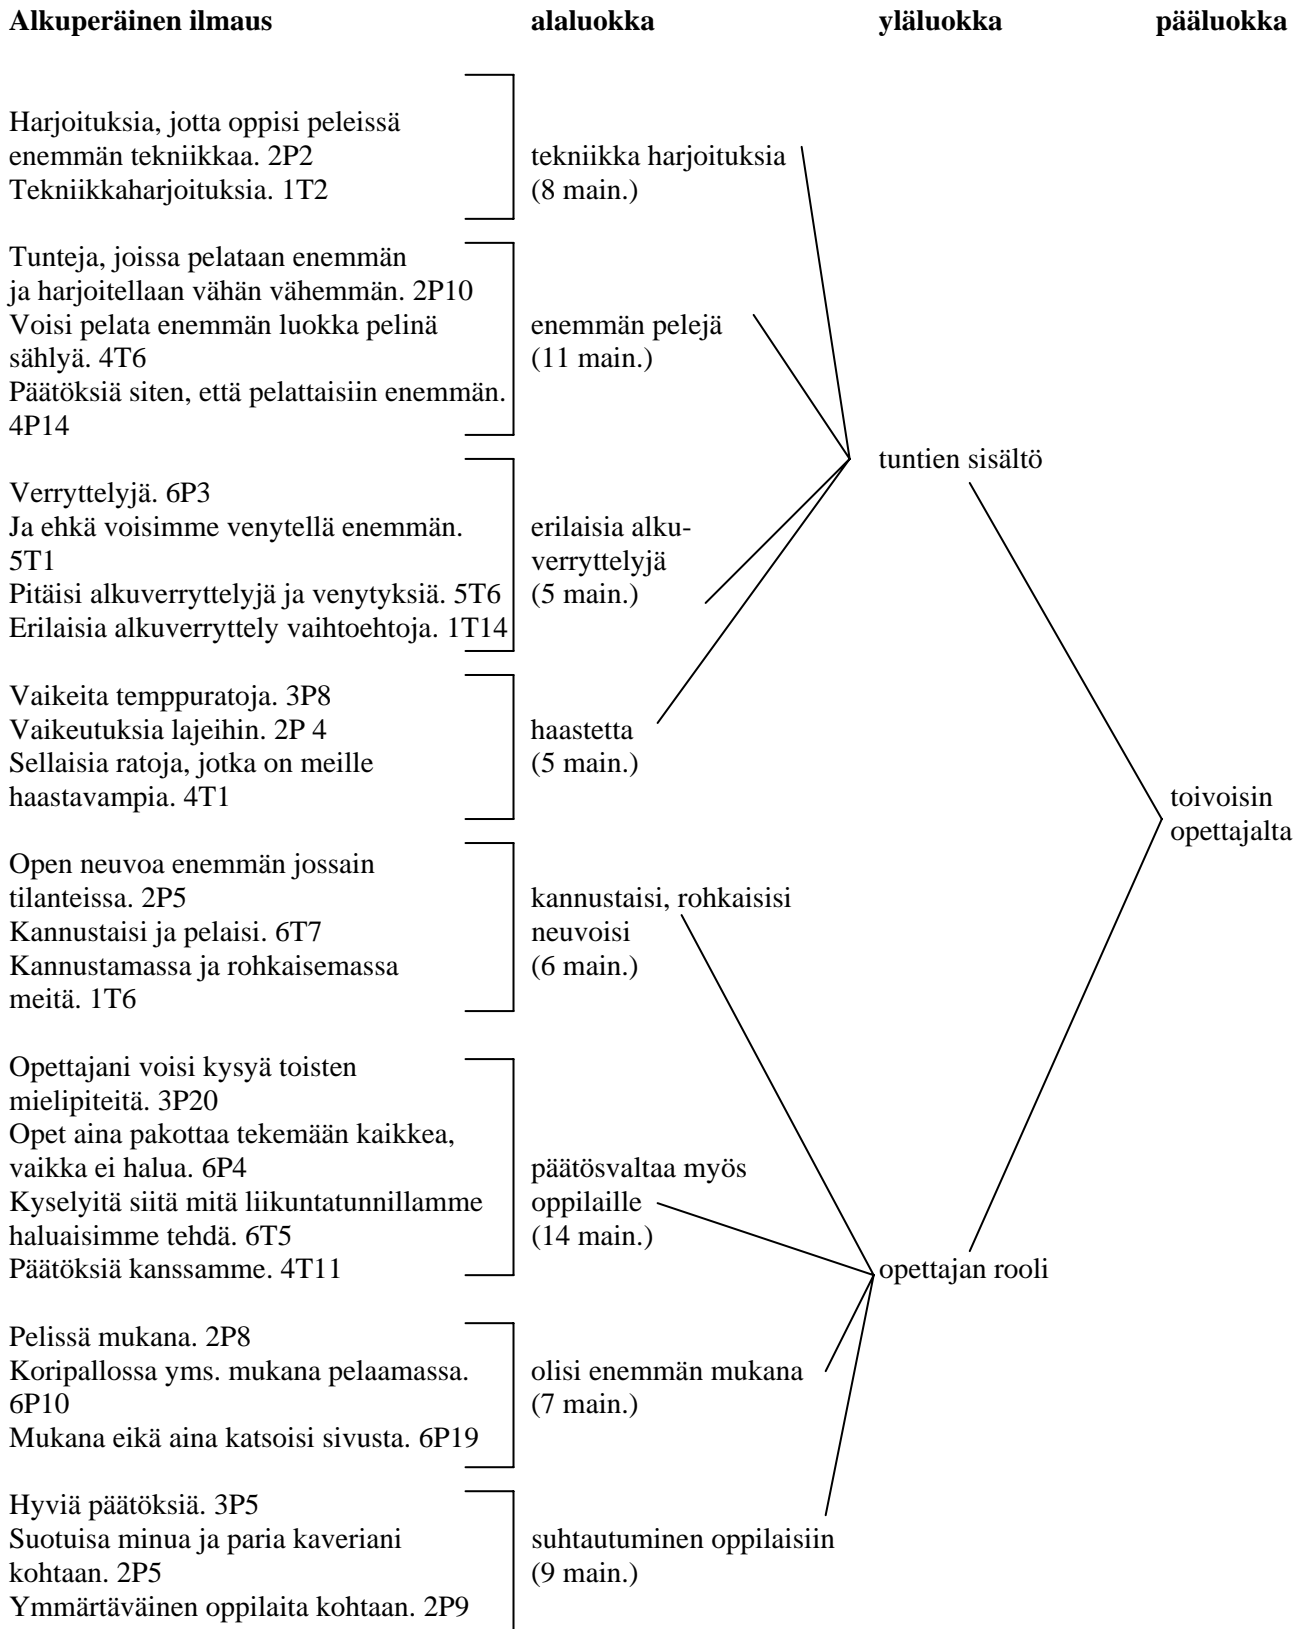 Alkuperäinen ilmaus alaluokka yläluokka pääluokka
Harjoituksia, jotta oppisi peleissä
enemmän tekniikkaa. 2P2
Tekniikkaharjoituksia. 1T2
tekniikka harjoituksia
(8 main.)
Tunteja, joissa pelataan enemmän
ja harjoitellaan vähän vähemmän. 2P10
Voisi pelata enemmän luokka pelinä
sählyä. 4T6
Päätöksiä siten, että pelattaisiin enemmän.
4P14
enemmän pelejä
(11 main.)
Verryttelyjä. 6P3
Ja ehkä voisimme venytellä enemmän.
5T1
Pitäisi alkuverryttelyjä ja venytyksiä. 5T6
Erilaisia alkuverryttely vaihtoehtoja. 1T14
erilaisia alku-
verryttelyjä
(5 main.)
Vaikeita temppuratoja. 3P8
Vaikeutuksia lajeihin. 2P 4
Sellaisia ratoja, jotka on meille
haastavampia. 4T1
haastetta
(5 main.)
tuntien sisältö
Open neuvoa enemmän jossain
tilanteissa. 2P5
Kannustaisi ja pelaisi. 6T7
Kannustamassa ja rohkaisemassa
meitä. 1T6
kannustaisi, rohkaisisi
neuvoisi
(6 main.)
Opettajani voisi kysyä toisten
mielipiteitä. 3P20
Opet aina pakottaa tekemään kaikkea,
vaikka ei halua. 6P4
Kyselyitä siitä mitä liikuntatunnillamme
haluaisimme tehdä. 6T5
Päätöksiä kanssamme. 4T11
päätösvaltaa myös
oppilaille
(14 main.)
Pelissä mukana. 2P8
Koripallossa yms. mukana pelaamassa.
6P10
Mukana eikä aina katsoisi sivusta. 6P19
olisi enemmän mukana
(7 main.)
Hyviä päätöksiä. 3P5
Suotuisa minua ja paria kaveriani
kohtaan. 2P5
Ymmärtäväinen oppilaita kohtaan. 2P9
suhtautuminen oppilaisiin
(9 main.)
opettajan rooli
toivoisin
opettajalta